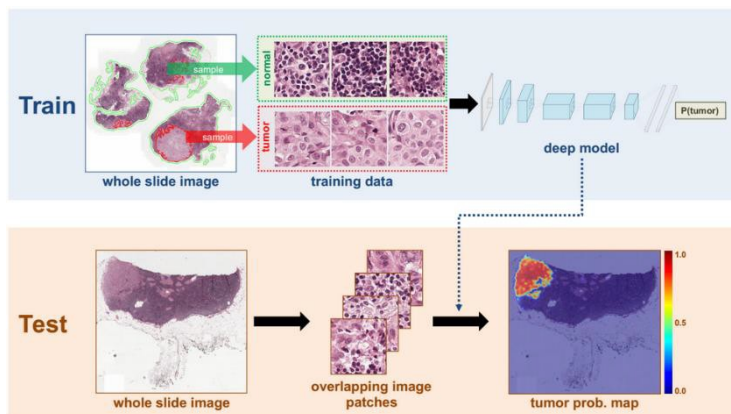 Train
sample
sample
whole slide image
normal
tumor
training data
P(tumor)
deep model
Test
whole slide image
overlapping image
patches
1.0
0.5
0.0
tumor prob. map